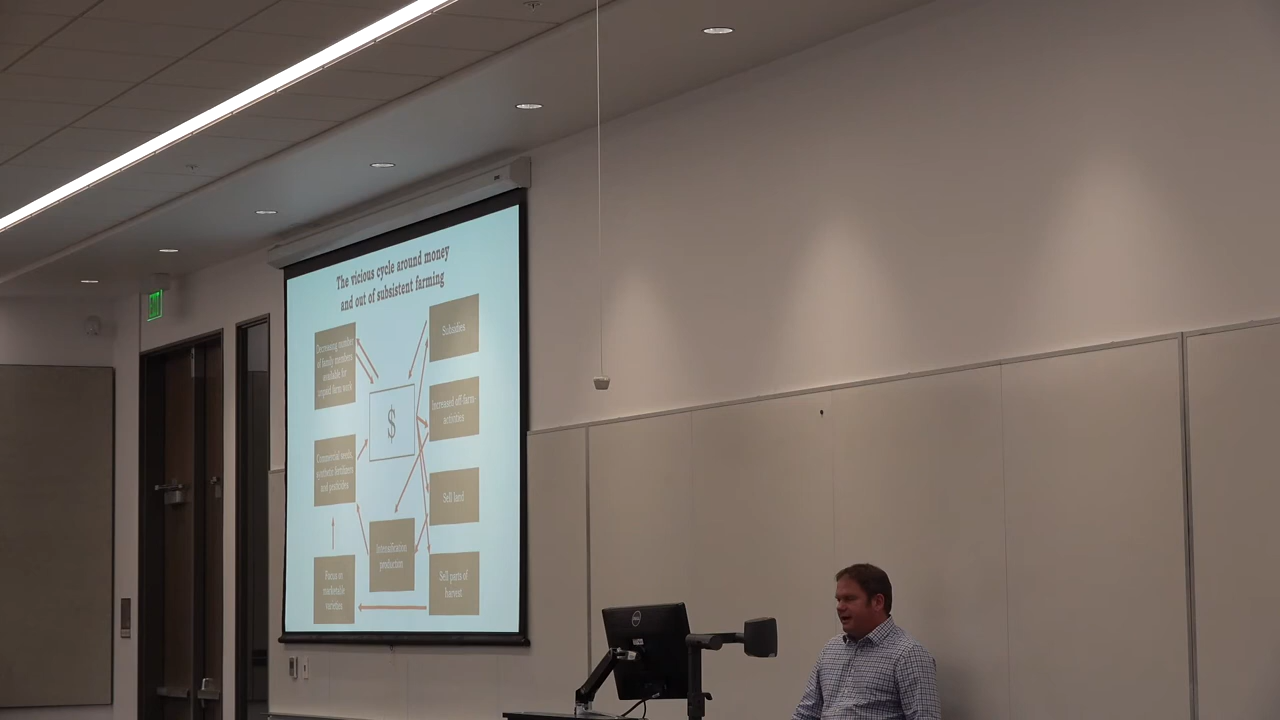 The vicious cycle around money
and out of subsistent farming
Decreasing number
of family members
available for
unpaid farm work
Subsidies
$
Increased off-farm
activities
Commercial seeds,
synthetic fertilizers
and pesticides
Sell land
Intensification
production
Focus on
marketable
varieties
Sell parts of
harvest
EXIT
DELL